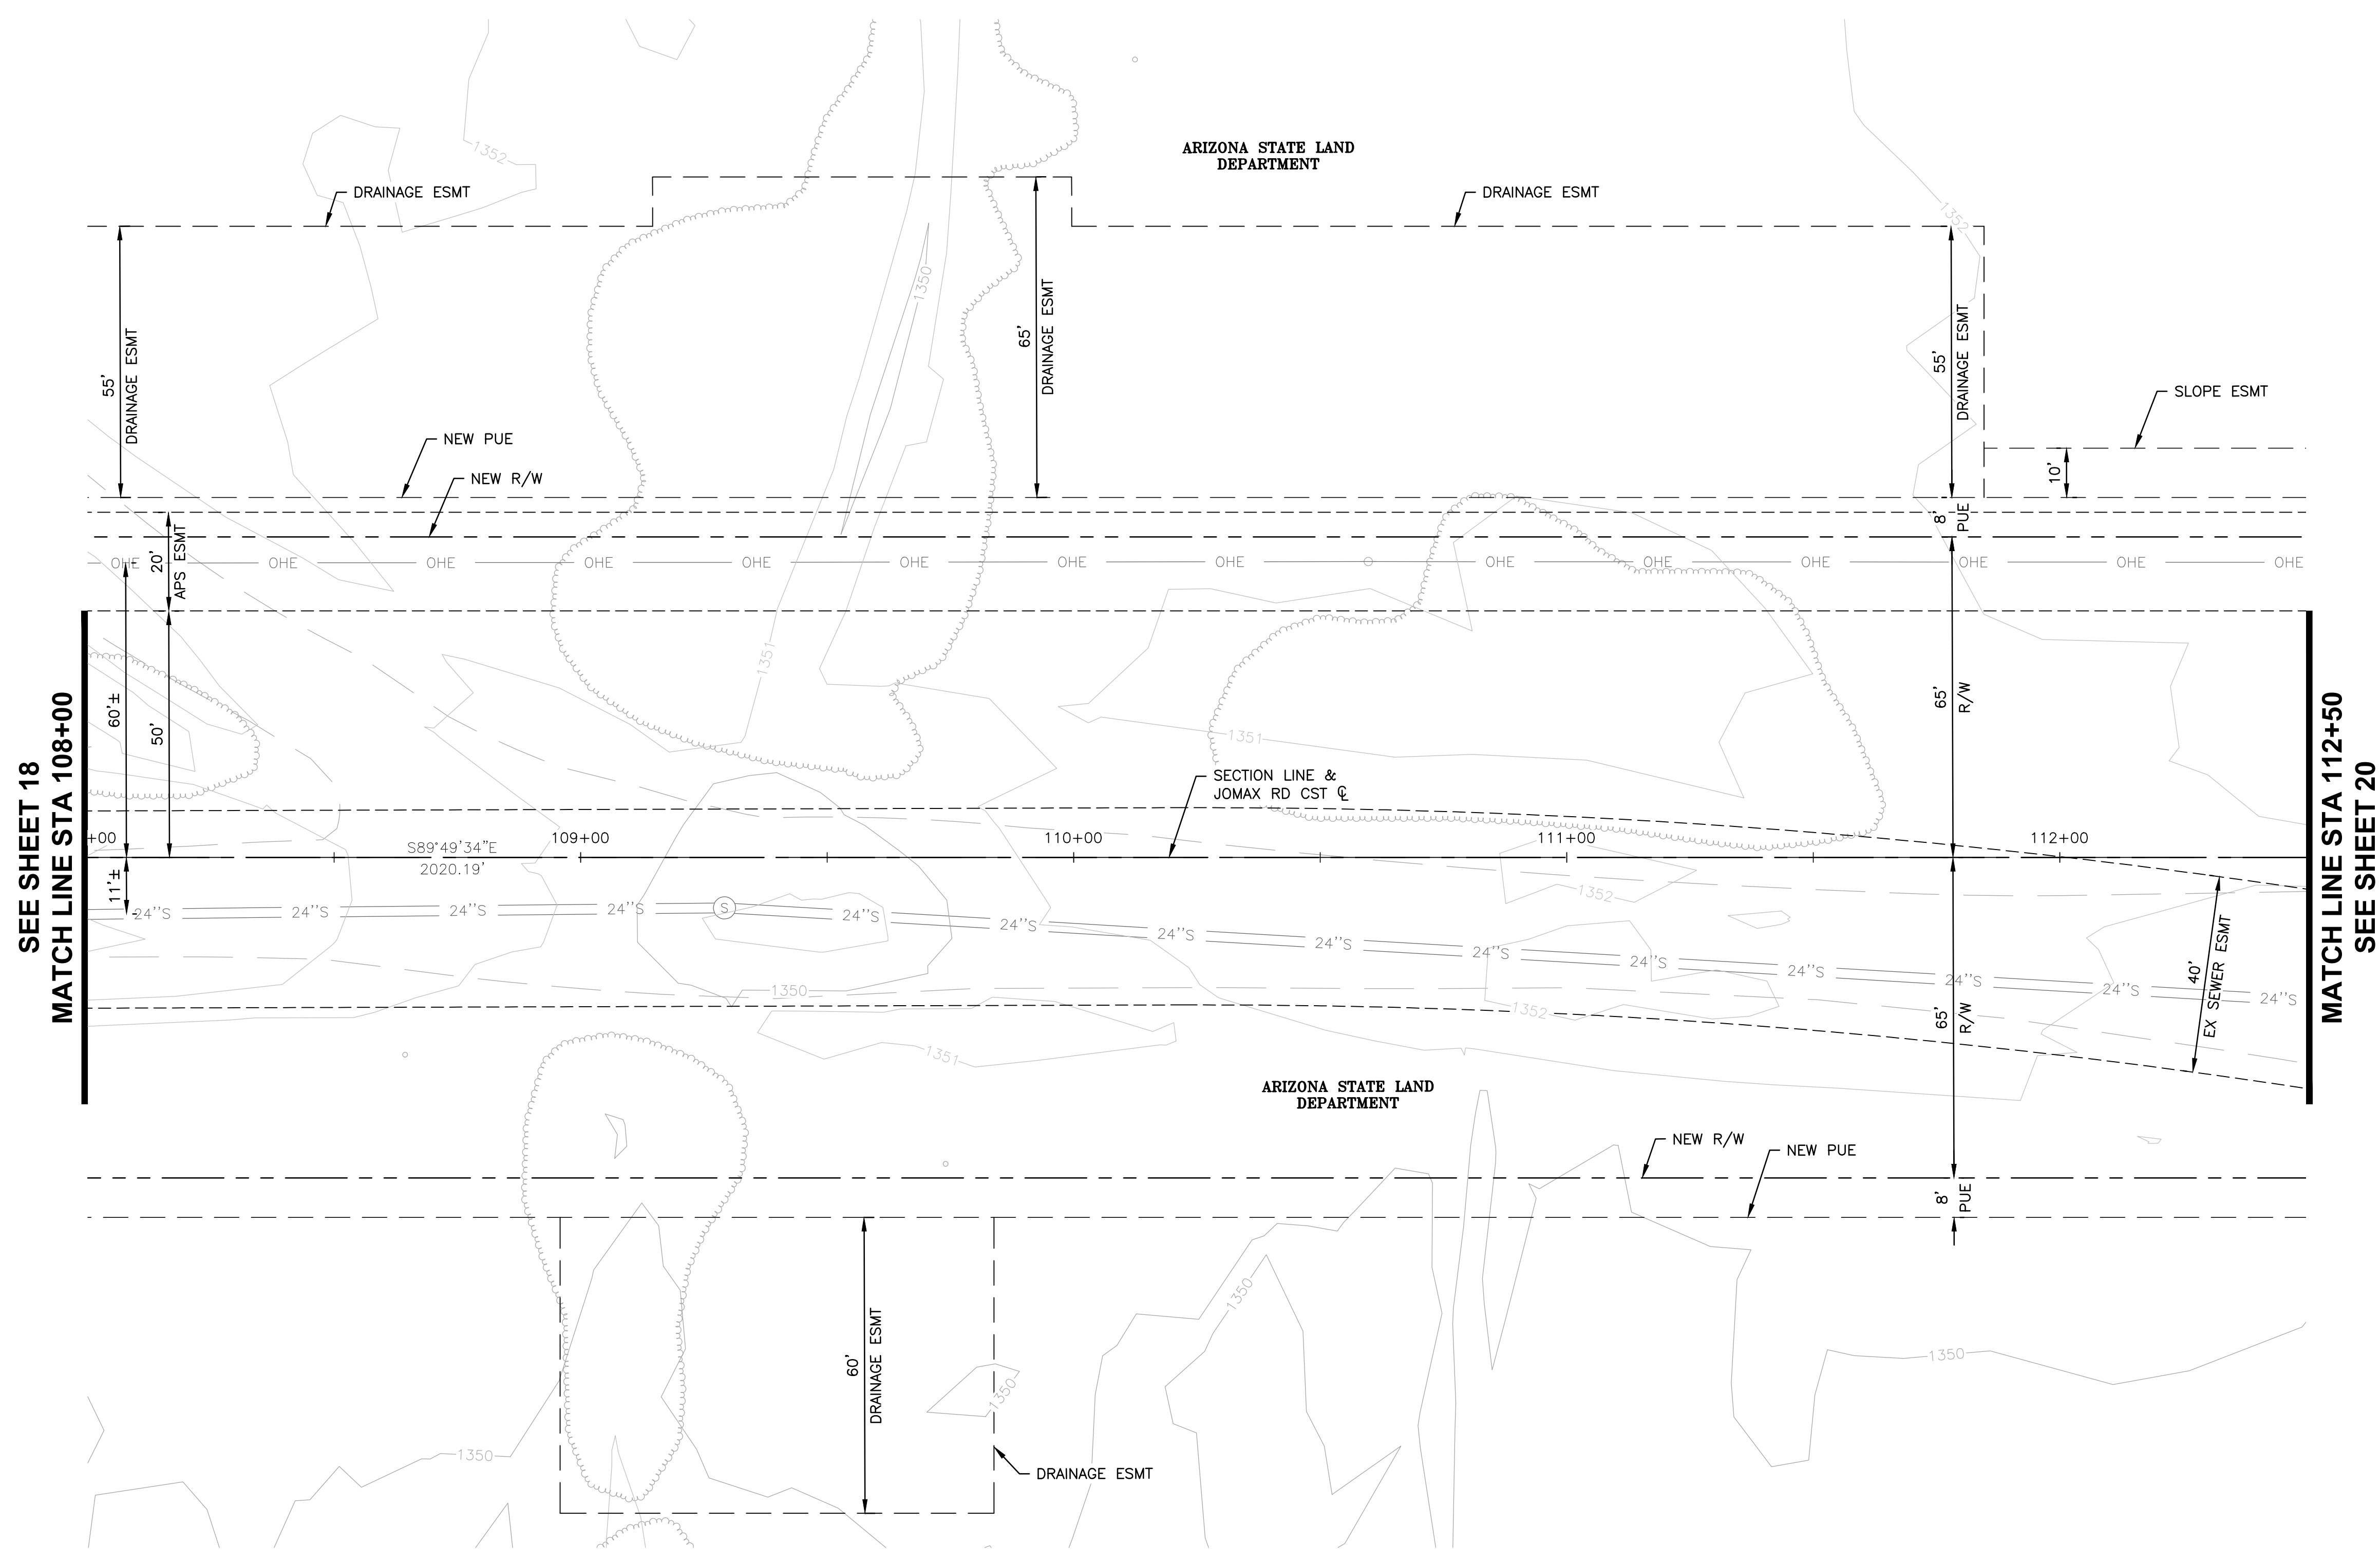 ARIZONA STATE LAND
DEPARTMENT
1352
DRAINAGE ESMT
DRAINAGE ESMT
1352
1350
55'
DRAINAGE ESMT
65'
DRAINAGE ESMT
55'
DRAINAGE ESMT
SLOPE ESMT
NEW PUE
NEW R/W
10'
8'
PUE
20'
APS ESMT
OHE OHE OHE OHE OHE OHE OHE OHE OHE OHE OHE OHE OHE OHE
1351
60'±
50'
65'
R/W
1351
SEE SHEET 18
MATCH LINE STA 108+00
MATCH LINE STA 112+50
SEE SHEET 20
SECTION LINE &
JOMAX RD CST ℄
+00 109+00 110+00 111+00 112+00
S89°49'34"E
2020.19'
11'±
1352
24''S 24''S 24''S 24''S S 24''S 24''S 24''S 24''S 24''S 24''S 24''S 24''S 24''S 24''S
40'
EX SEWER ESMT
1350
1352
65'
R/W
1351
ARIZONA STATE LAND
DEPARTMENT
NEW R/W
NEW PUE
8'
PUE
1350
60'
DRAINAGE ESMT
1350
1350
1350
DRAINAGE ESMT